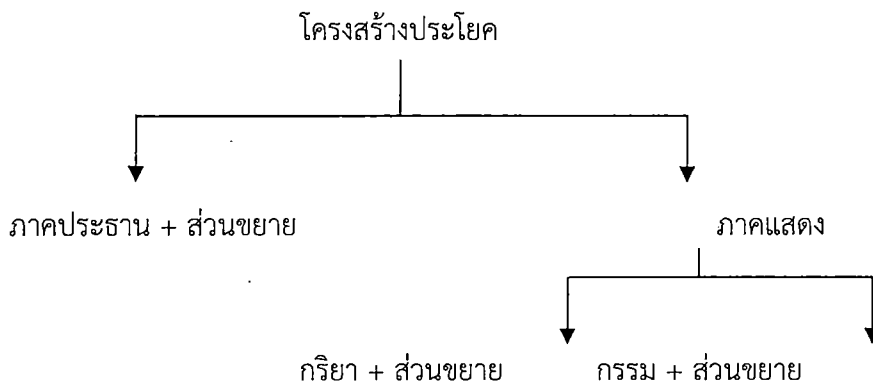 โครงสร้างประโยค
ภาคประธาน + ส่วนขยาย ภาคแสดง
กริยา + ส่วนขยาย กรรม + ส่วนขยาย